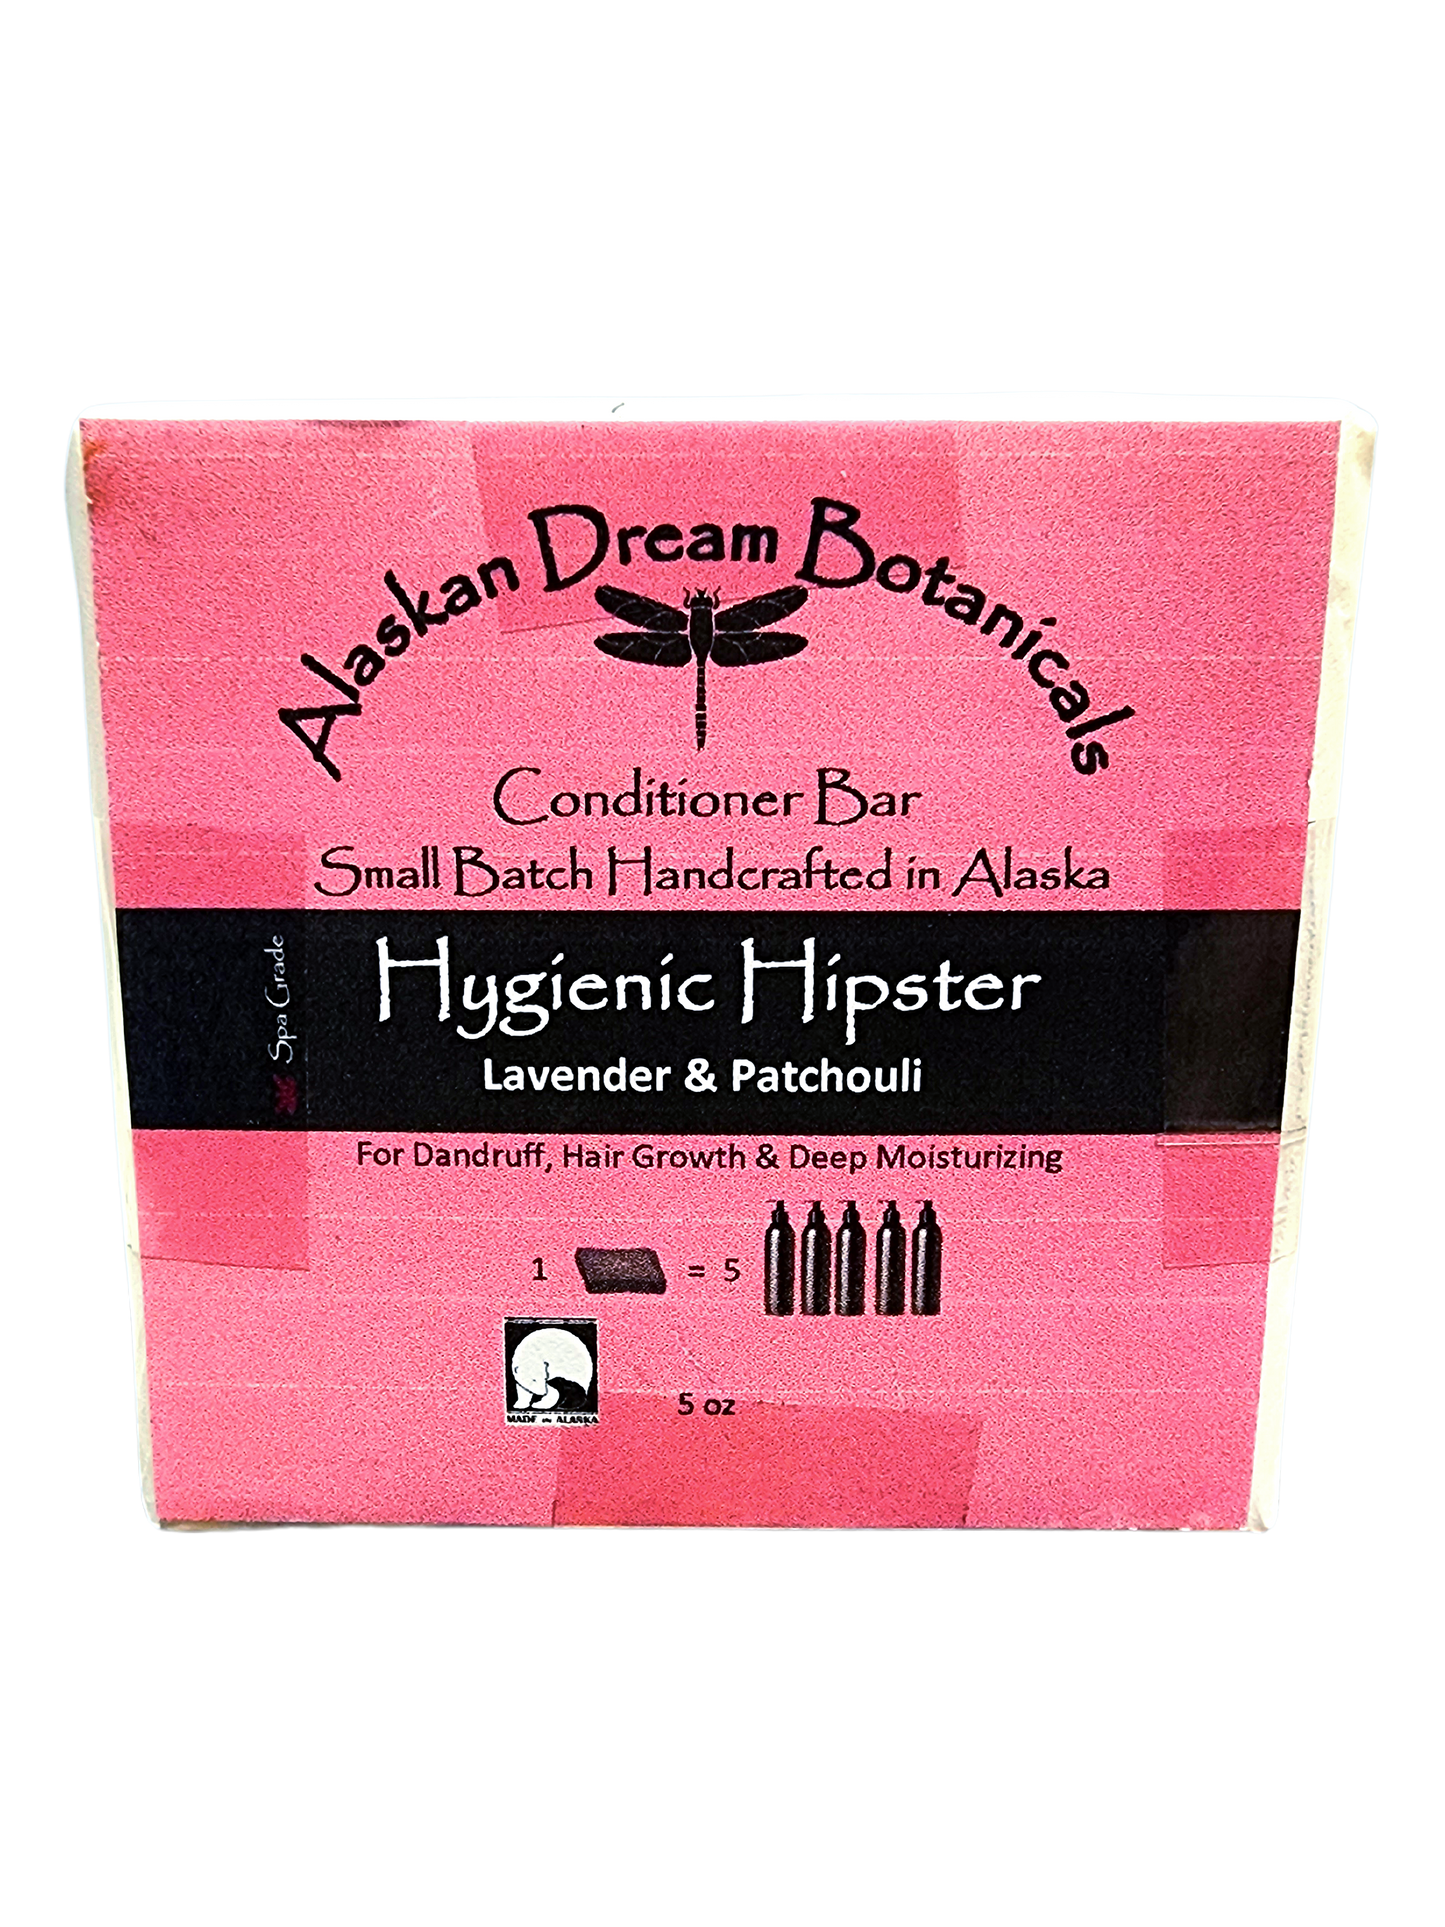 Alaskan Dream Botanicals
Conditioner Bar
Small Batch Handcrafted in Alaska
Spa Grade
Hygienic Hipster
Lavender & Patchouli
For Dandruff, Hair Growth & Deep Moisturizing
1 = 5
MADE IN ALASKA
5 oz